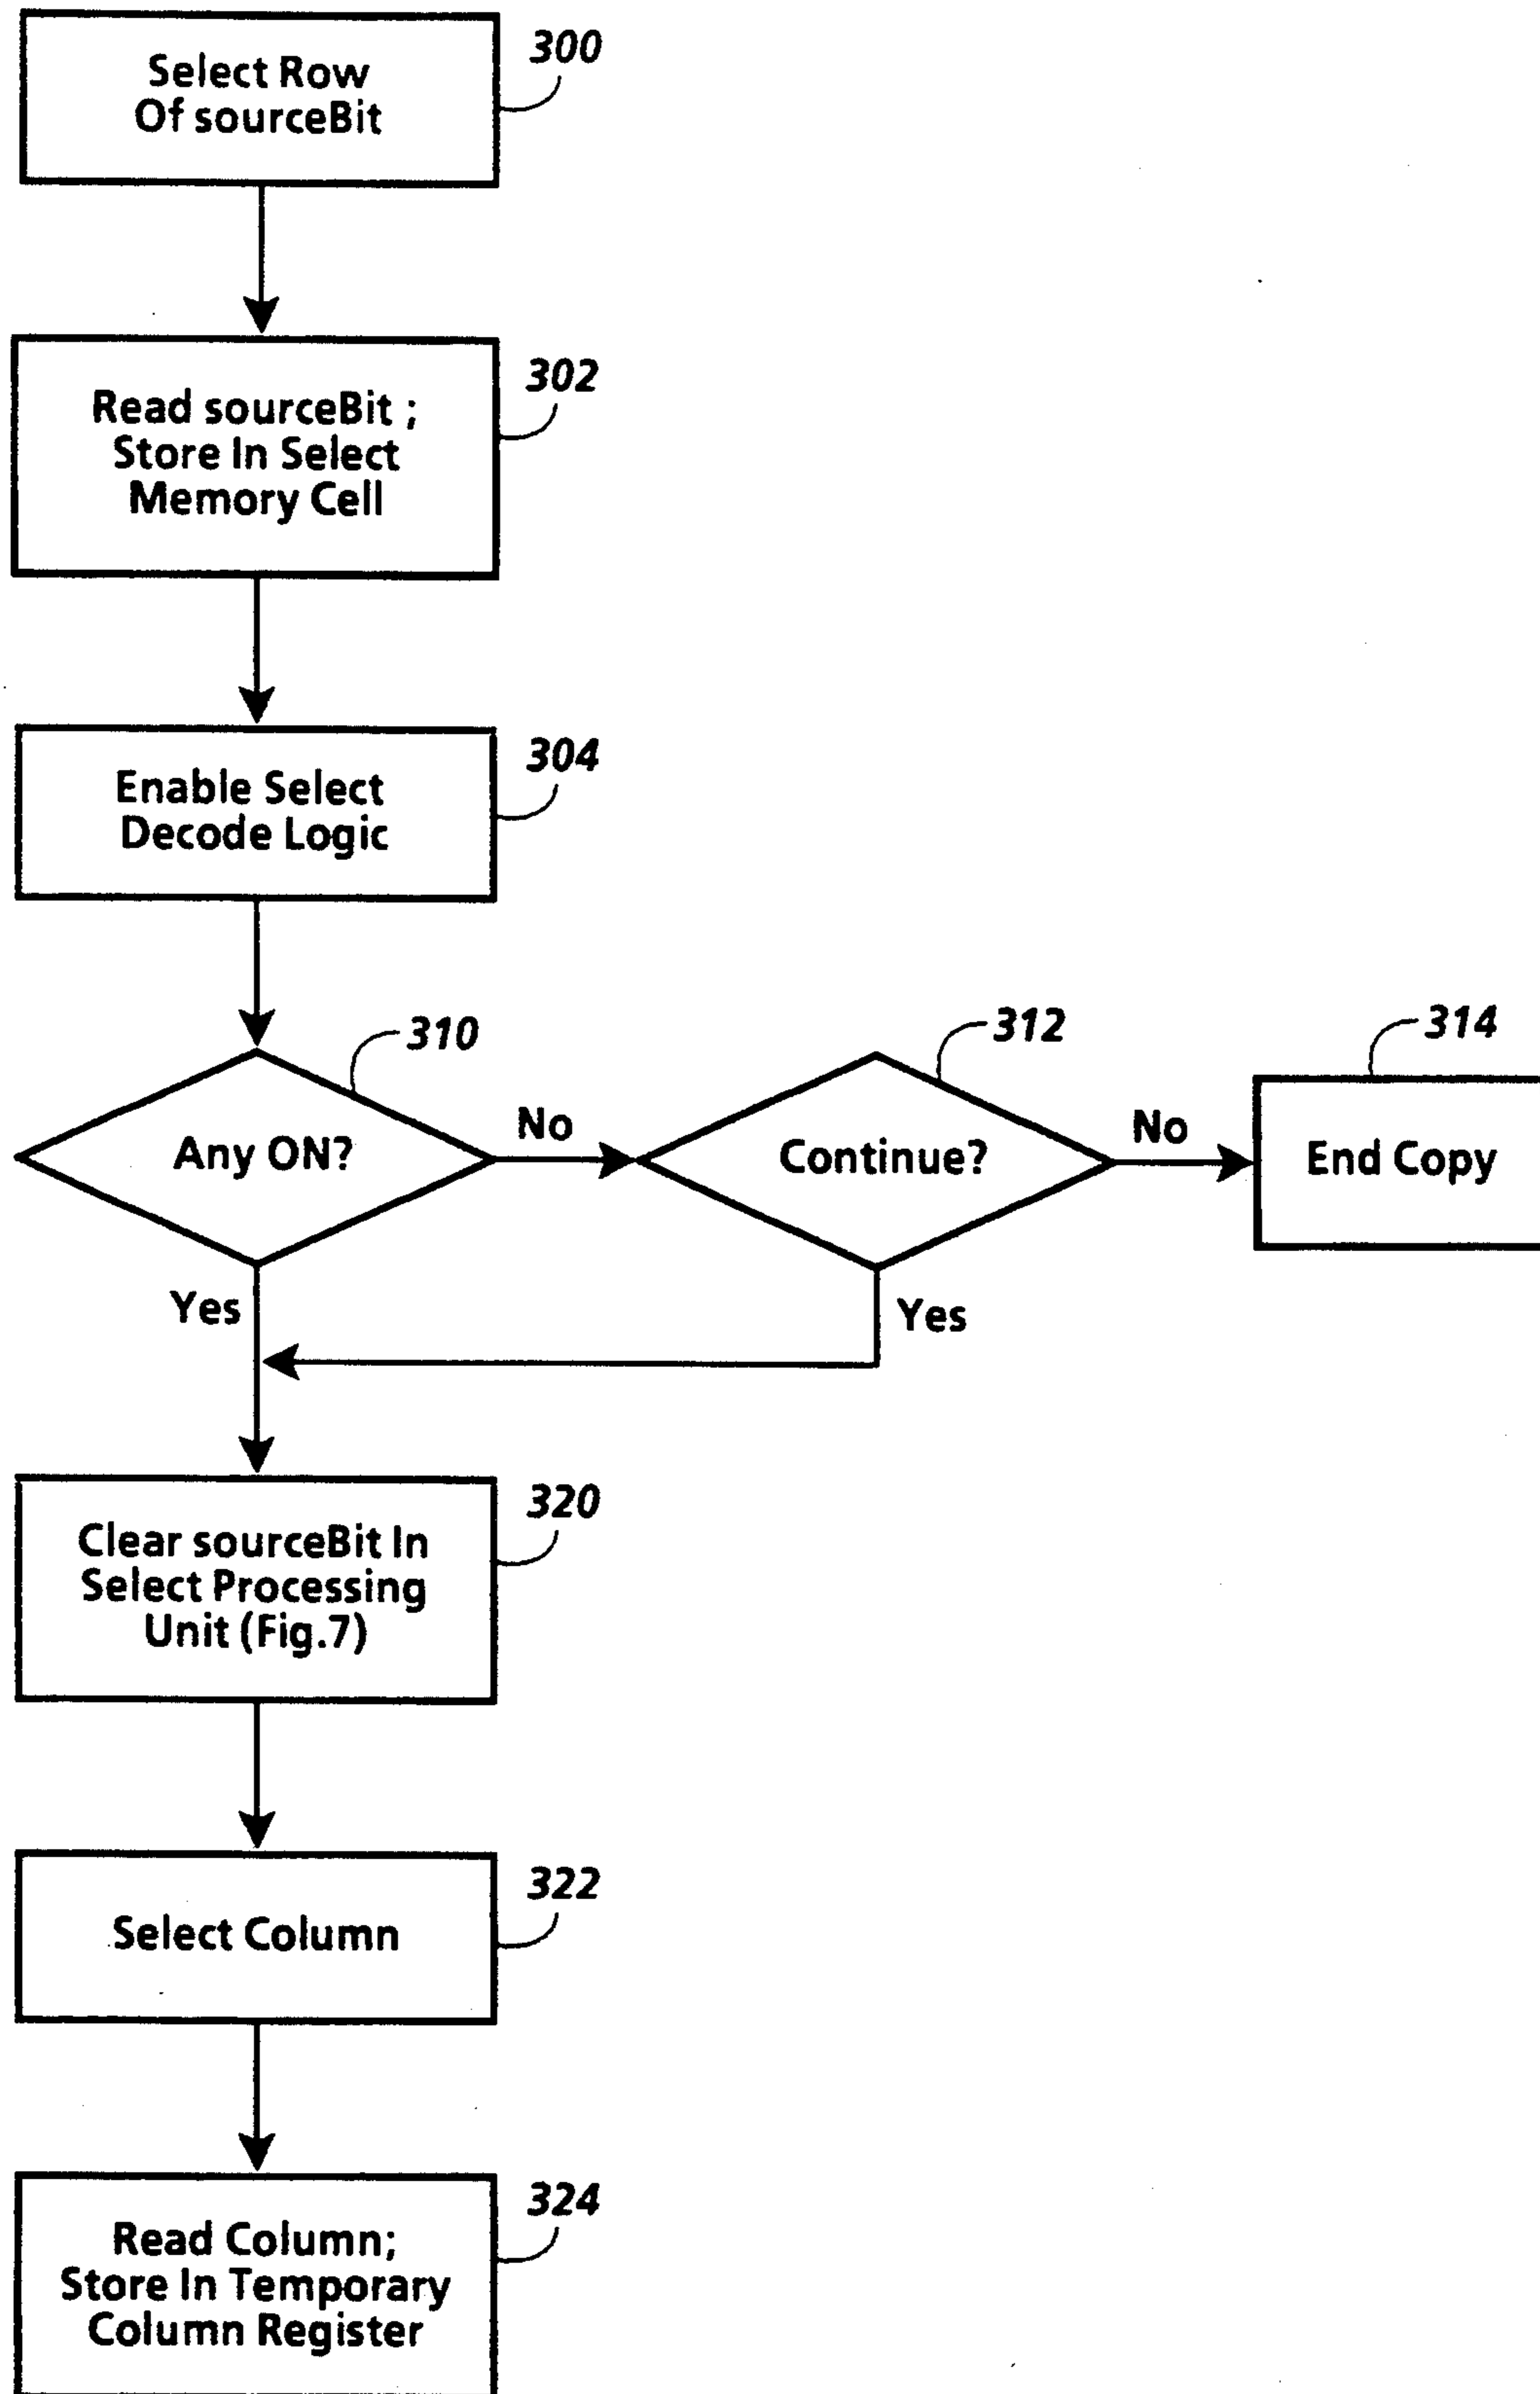 300
Select Row
Of sourceBit
302
Read sourceBit ;
Store In Select
Memory Cell
304
Enable Select
Decode Logic
310
312
314
Any ON?
No
Continue?
No
End Copy
Yes
Yes
320
Clear sourceBit In
Select Processing
Unit (Fig.7)
322
Select Column
324
Read Column;
Store In Temporary
Column Register